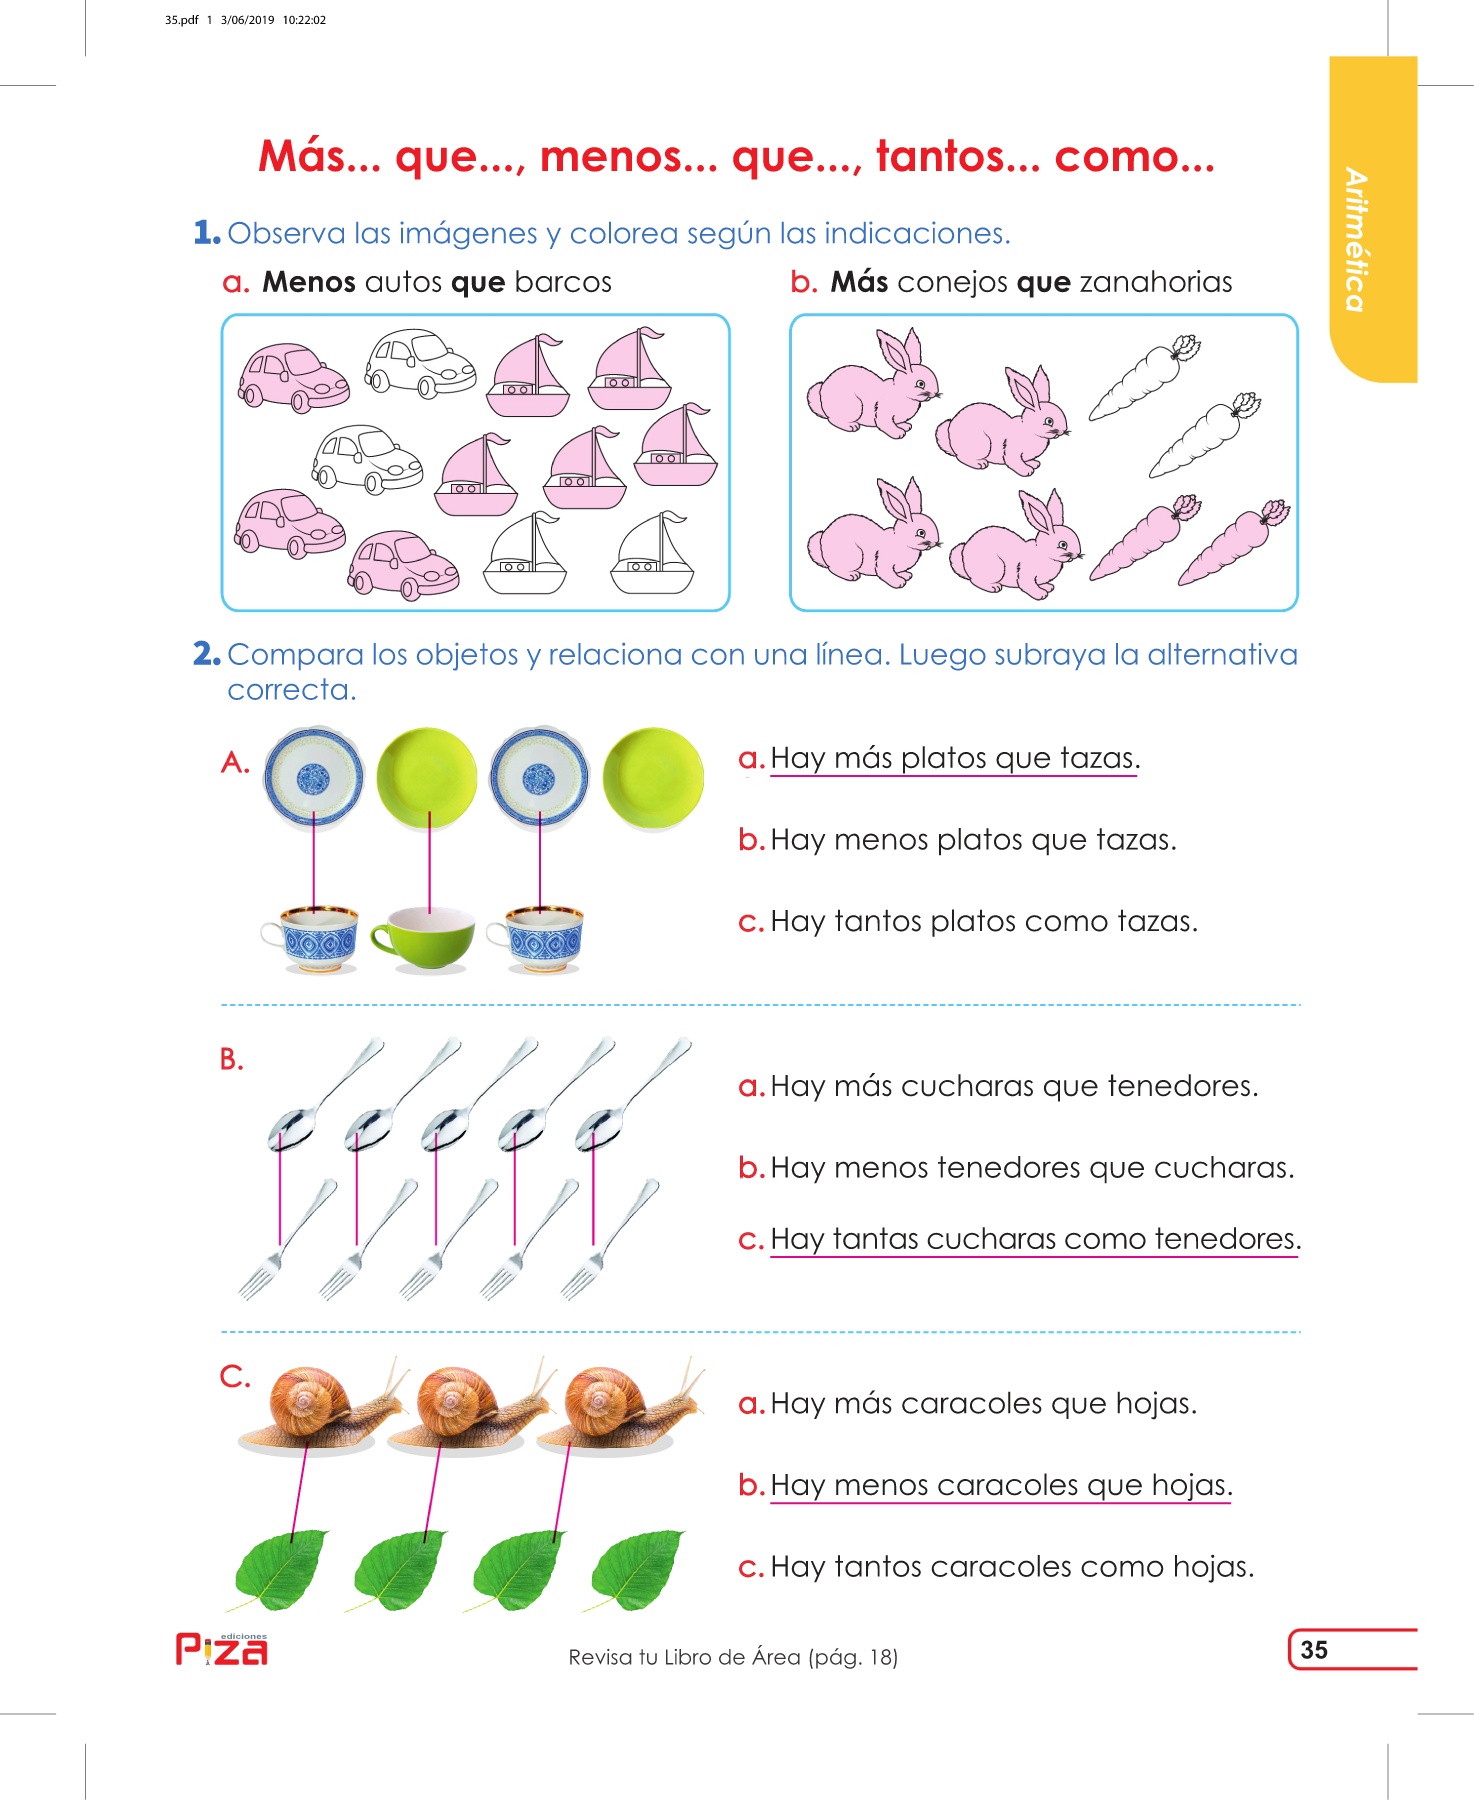 35.pdf 1 3/06/2019 10:22:02
Aritmética
Más... que..., menos... que..., tantos... como...
1. Observa las imágenes y colorea según las indicaciones.
a. Menos autos que barcos
b. Más conejos que zanahorias
2. Compara los objetos y relaciona con una línea. Luego subraya la alternativa
correcta.
A.
a. Hay más platos que tazas.
b. Hay menos platos que tazas.
c. Hay tantos platos como tazas.
B.
a. Hay más cucharas que tenedores.
b. Hay menos tenedores que cucharas.
c. Hay tantas cucharas como tenedores.
C.
a. Hay más caracoles que hojas.
b. Hay menos caracoles que hojas.
c. Hay tantos caracoles como hojas.
ediciones
Piza
Revisa tu Libro de Área (pág. 18)
35